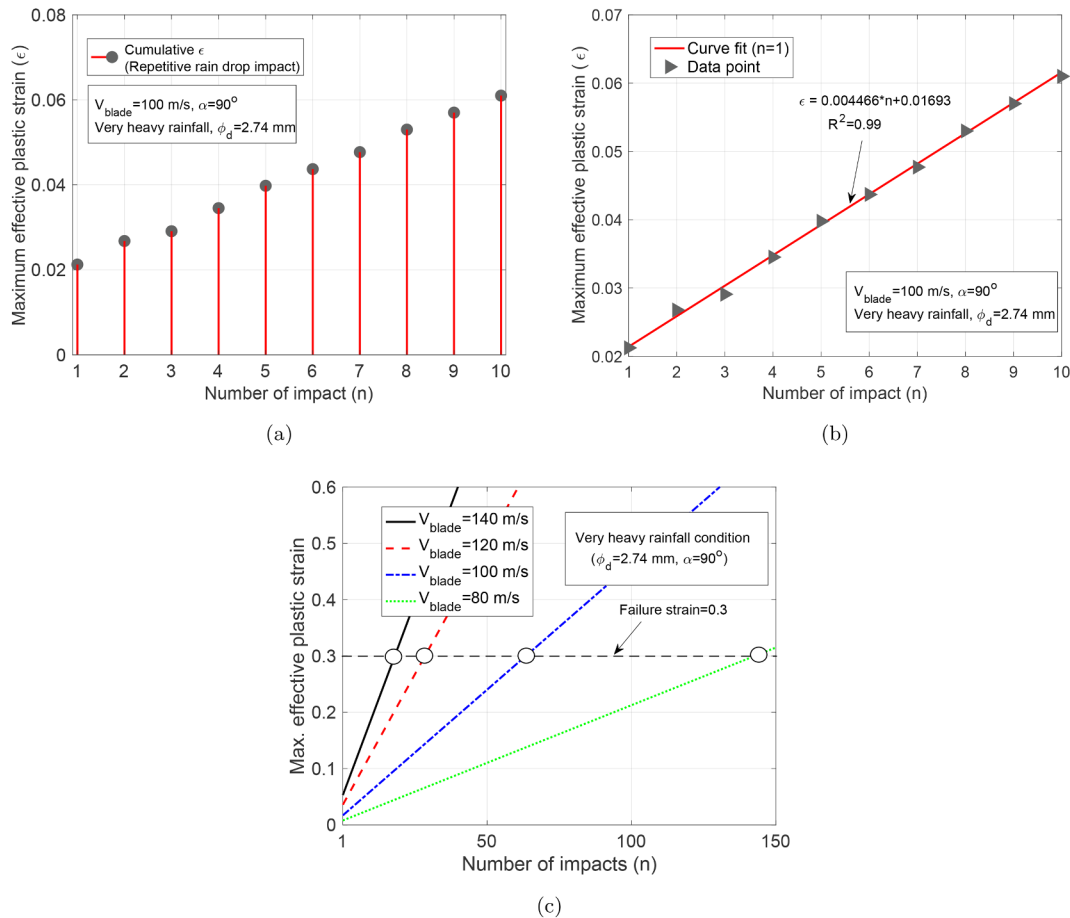 0.08
0.06
0.04
0.02
0
Maximum effective plastic strain ( ϵ )
Cumulative ϵ
(Repetitive rain drop impact)
V_blade=100 m/s, α=90°
Very heavy rainfall, ϕ_d=2.74 mm
1 2 3 4 5 6 7 8 9 10
Number of impact (n)
(a)
0.07
0.06
0.05
0.04
0.03
0.02
Maximum effective plastic strain ( ϵ )
Curve fit (n=1)
Data point
ϵ = 0.004466*n+0.01693
R²=0.99
V_blade=100 m/s, α=90°
Very heavy rainfall, ϕ_d=2.74 mm
1 2 3 4 5 6 7 8 9 10
Number of impact (n)
(b)
0.6
0.5
0.4
0.3
0.2
0.1
0
Max. effective plastic strain
V_blade=140 m/s
V_blade=120 m/s
V_blade=100 m/s
V_blade=80 m/s
Very heavy rainfall condition
(ϕ_d=2.74 mm, α=90°)
Failure strain=0.3
1 50 100 150
Number of impacts (n)
(c)